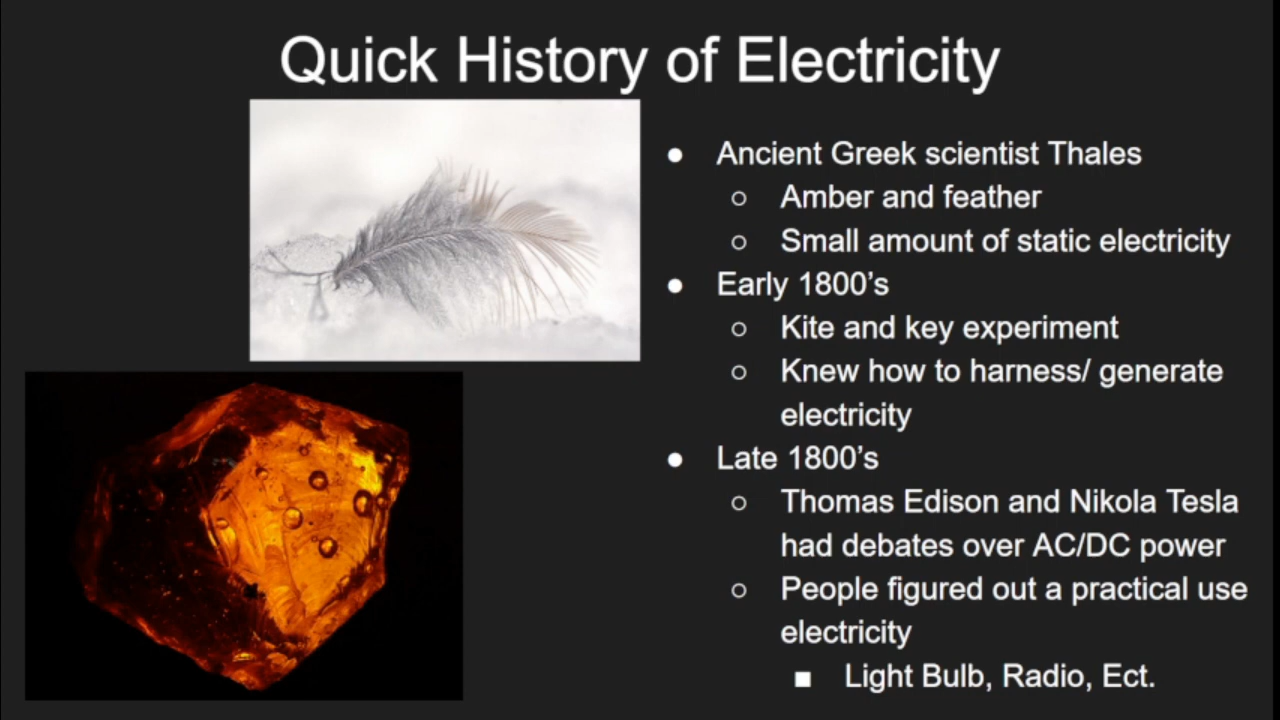 Quick History of Electricity
● Ancient Greek scientist Thales
○ Amber and feather
○ Small amount of static electricity
● Early 1800’s
○ Kite and key experiment
○ Knew how to harness/ generate
electricity
● Late 1800’s
○ Thomas Edison and Nikola Tesla
had debates over AC/DC power
○ People figured out a practical use
electricity
■ Light Bulb, Radio, Ect.